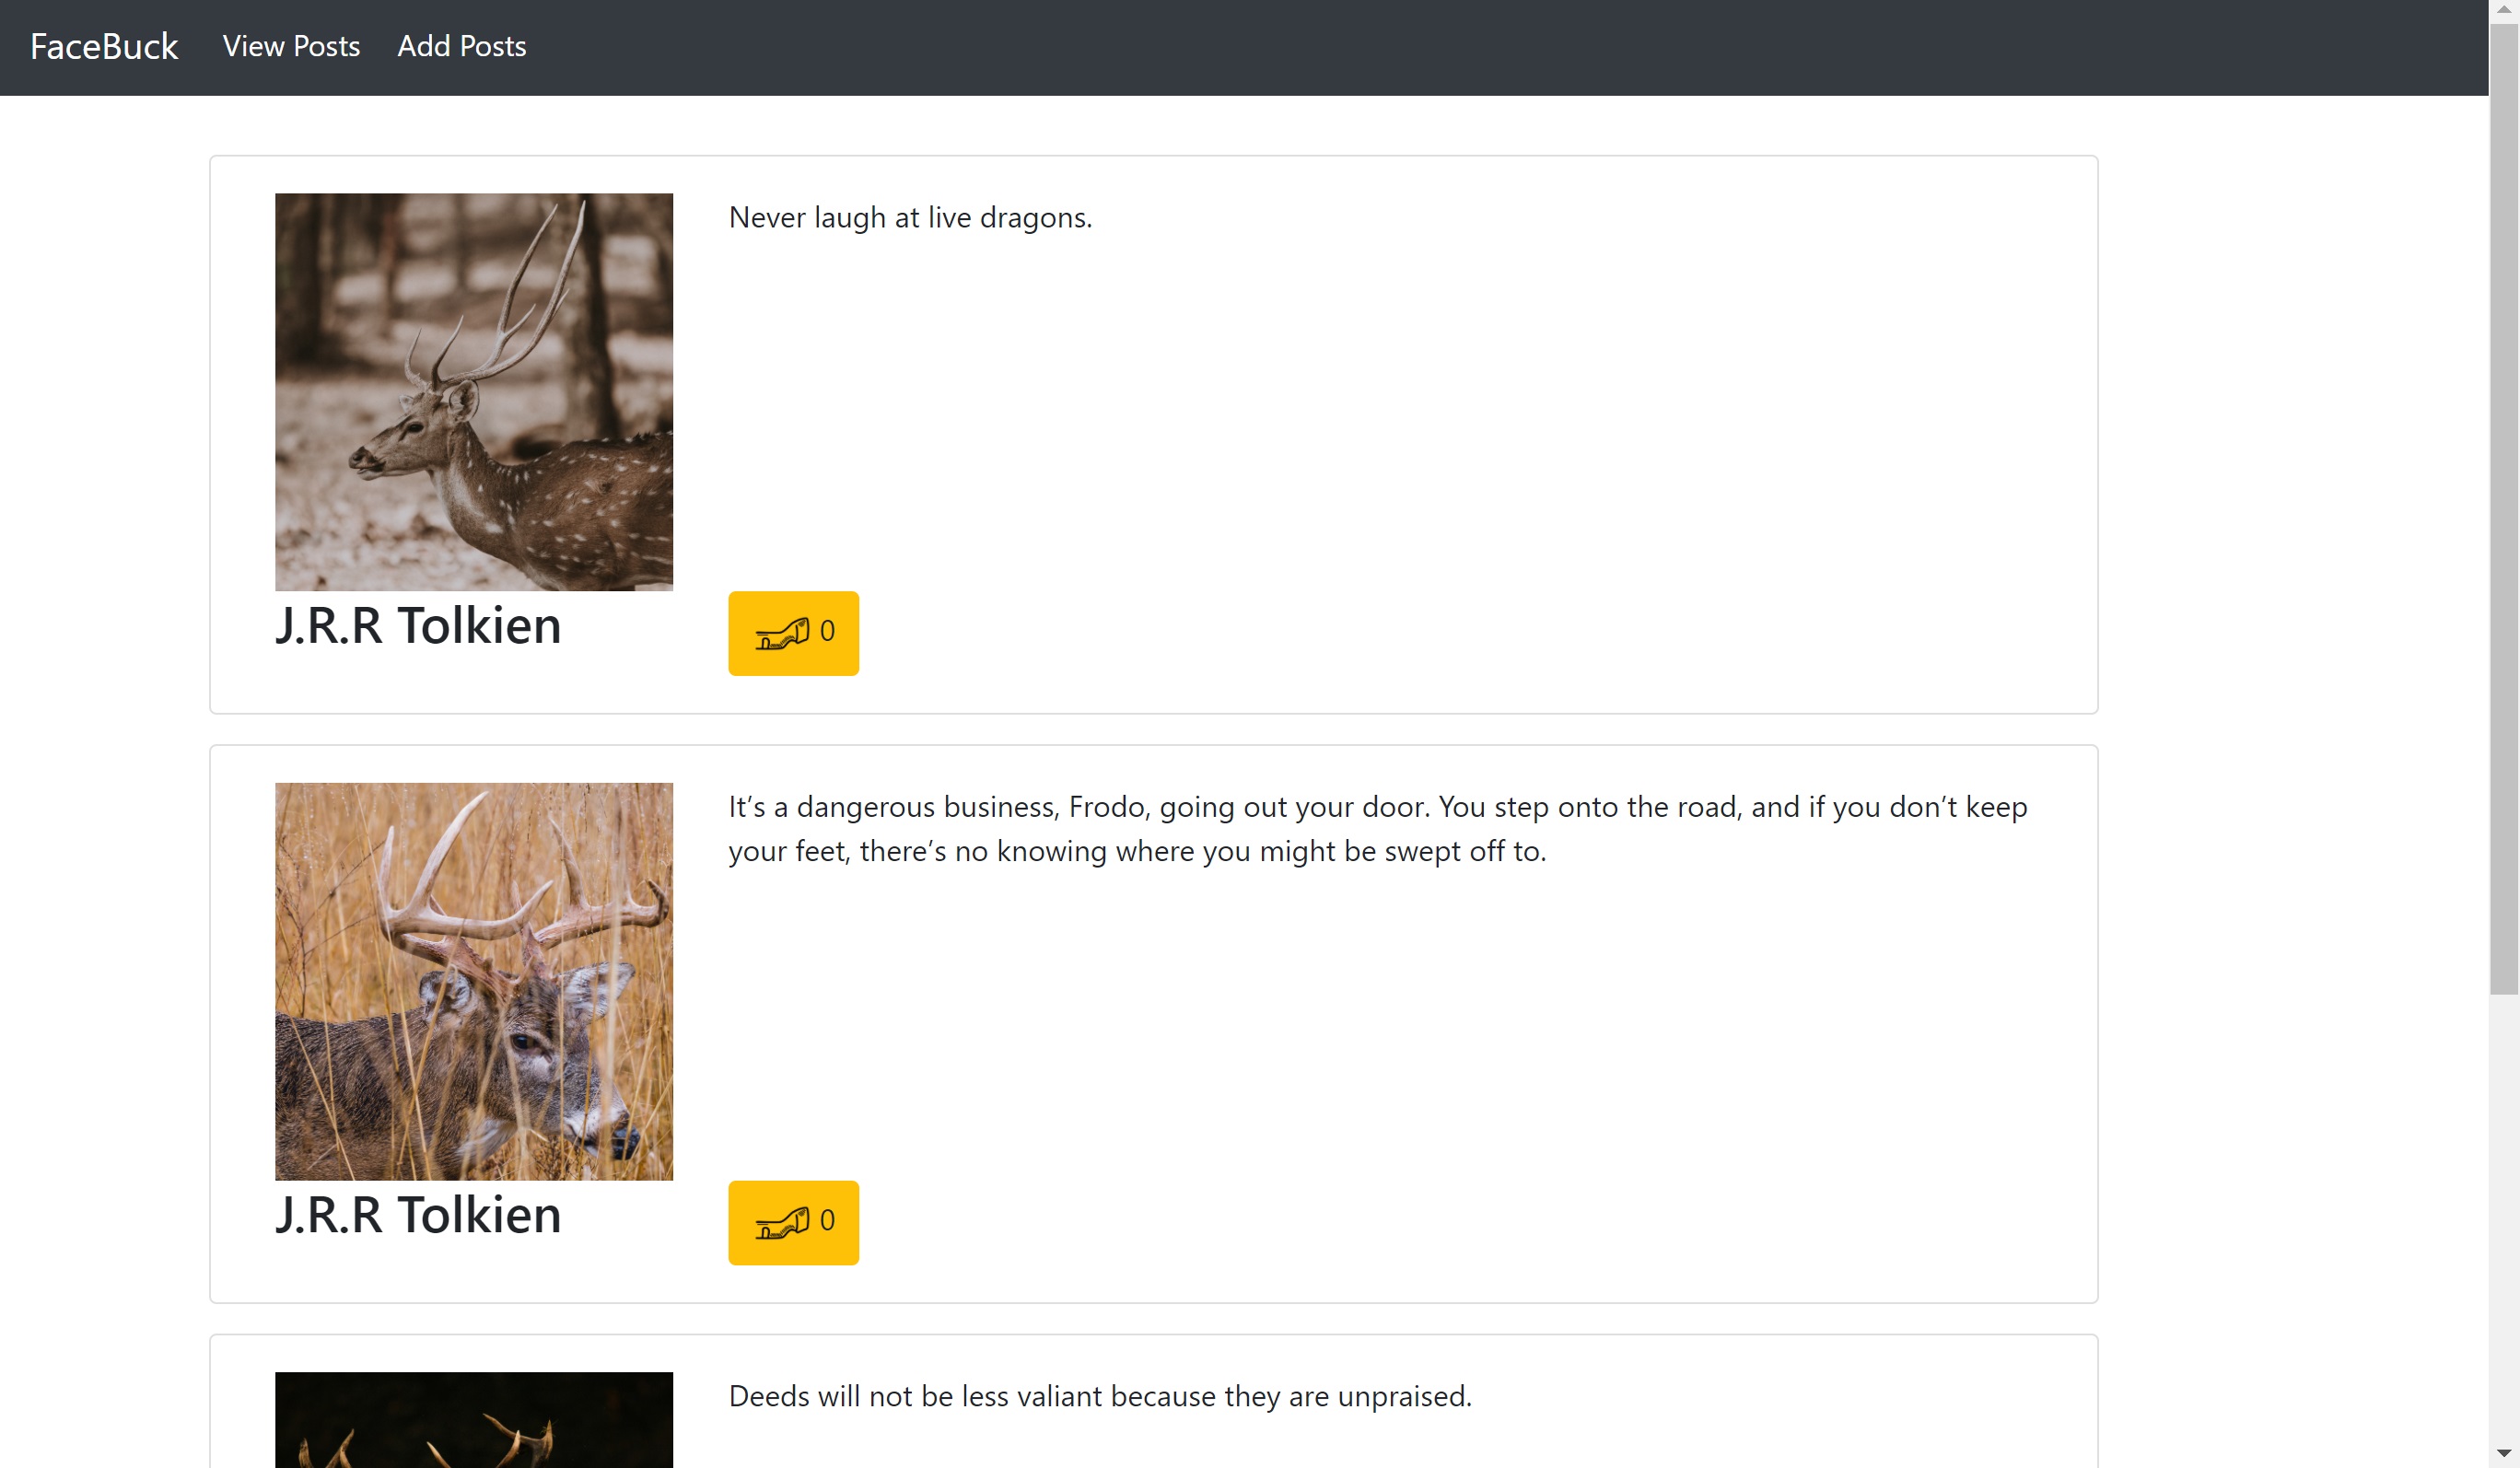 FaceBuck View Posts Add Posts
Never laugh at live dragons.
J.R.R Tolkien
0
It’s a dangerous business, Frodo, going out your door. You step onto the road, and if you don’t keep
your feet, there’s no knowing where you might be swept off to.
J.R.R Tolkien
0
Deeds will not be less valiant because they are unpraised.